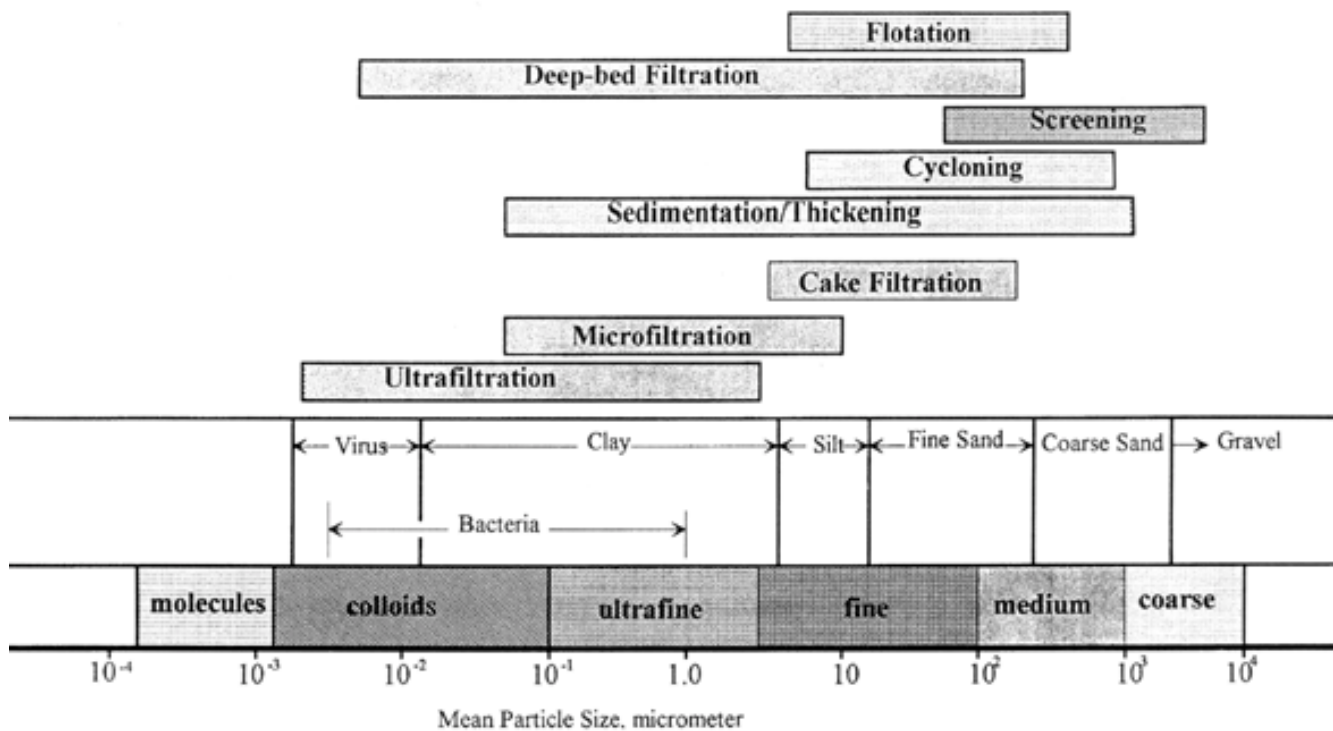 Flotation
Deep-bed Filtration
Screening
Cycloning
Sedimentation/Thickening
Cake Filtration
Microfiltration
Ultrafiltration
Virus Clay Silt Fine Sand Coarse Sand Gravel
Bacteria
molecules colloids ultrafine fine medium coarse
10⁻⁴ 10⁻³ 10⁻² 10⁻¹ 1.0 10 10² 10³ 10⁴
Mean Particle Size, micrometer